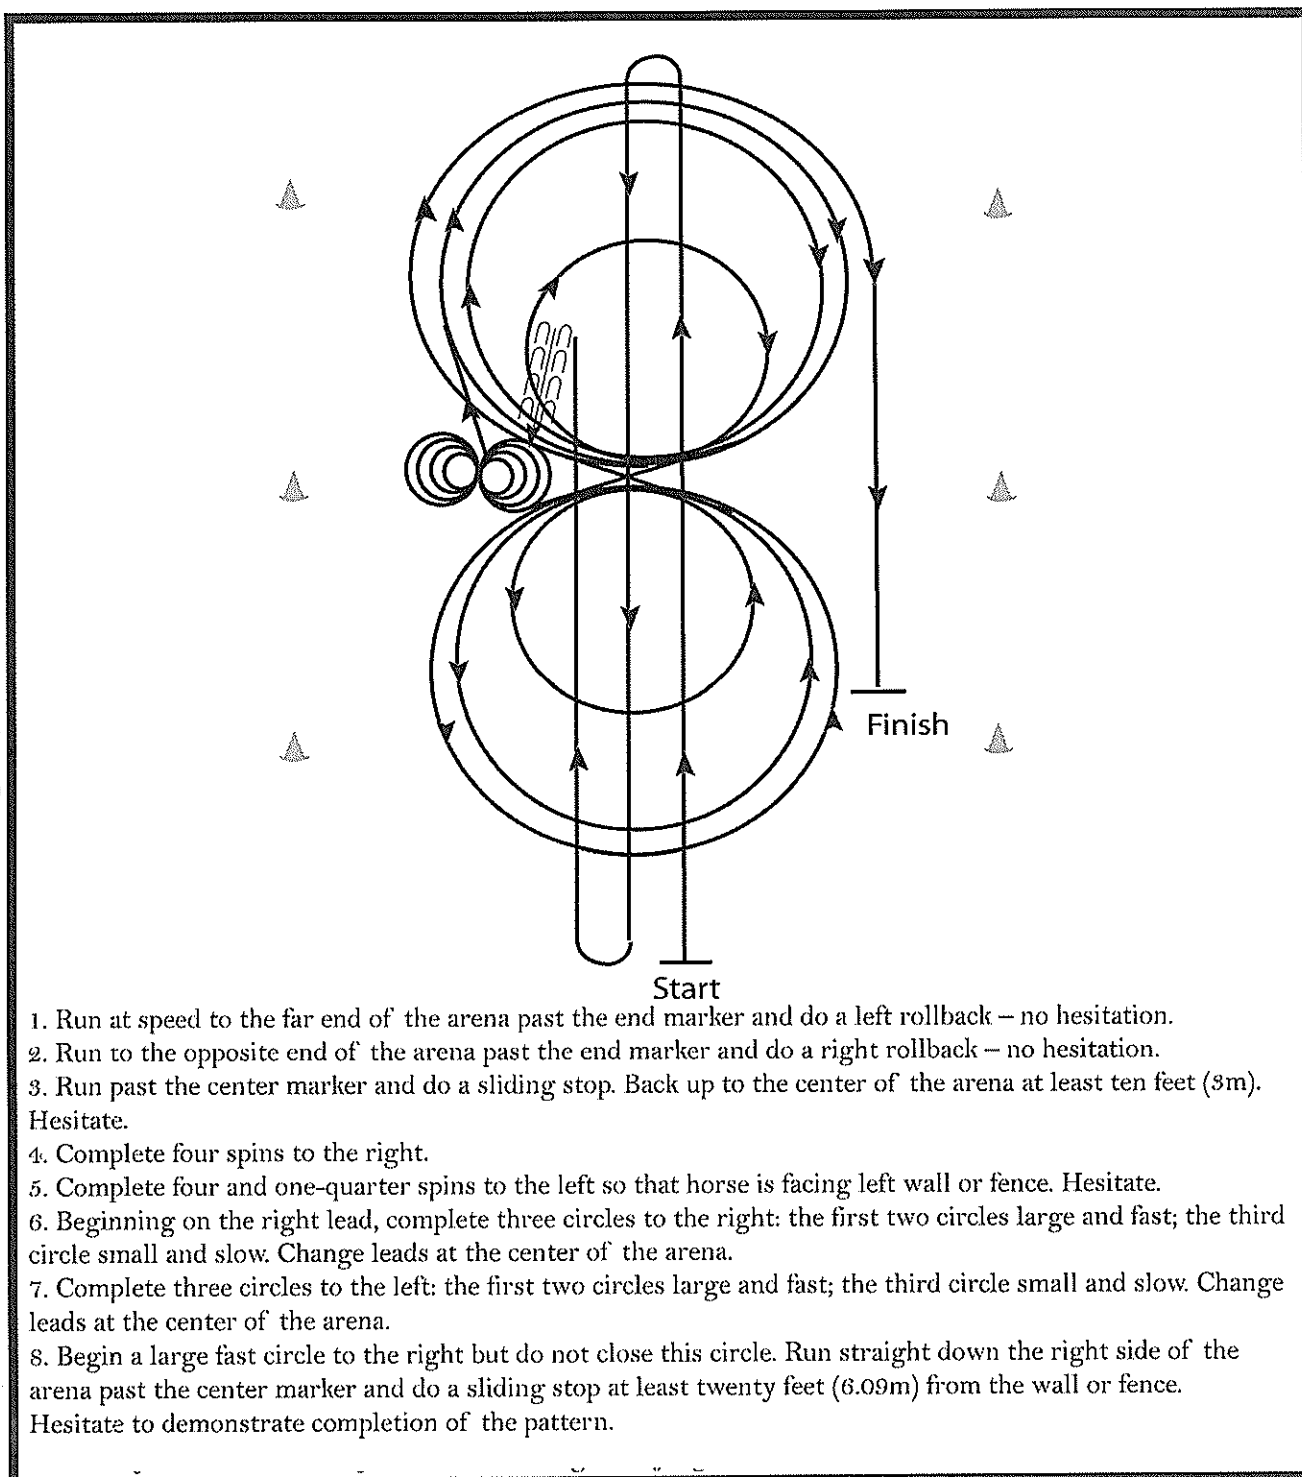 Finish
Start
1. Run at speed to the far end of the arena past the end marker and do a left rollback – no hesitation.
2. Run to the opposite end of the arena past the end marker and do a right rollback – no hesitation.
3. Run past the center marker and do a sliding stop. Back up to the center of the arena at least ten feet (3m).
Hesitate.
4. Complete four spins to the right.
5. Complete four and one-quarter spins to the left so that horse is facing left wall or fence. Hesitate.
6. Beginning on the right lead, complete three circles to the right: the first two circles large and fast; the third
circle small and slow. Change leads at the center of the arena.
7. Complete three circles to the left: the first two circles large and fast; the third circle small and slow. Change
leads at the center of the arena.
8. Begin a large fast circle to the right but do not close this circle. Run straight down the right side of the
arena past the center marker and do a sliding stop at least twenty feet (6.09m) from the wall or fence.
Hesitate to demonstrate completion of the pattern.